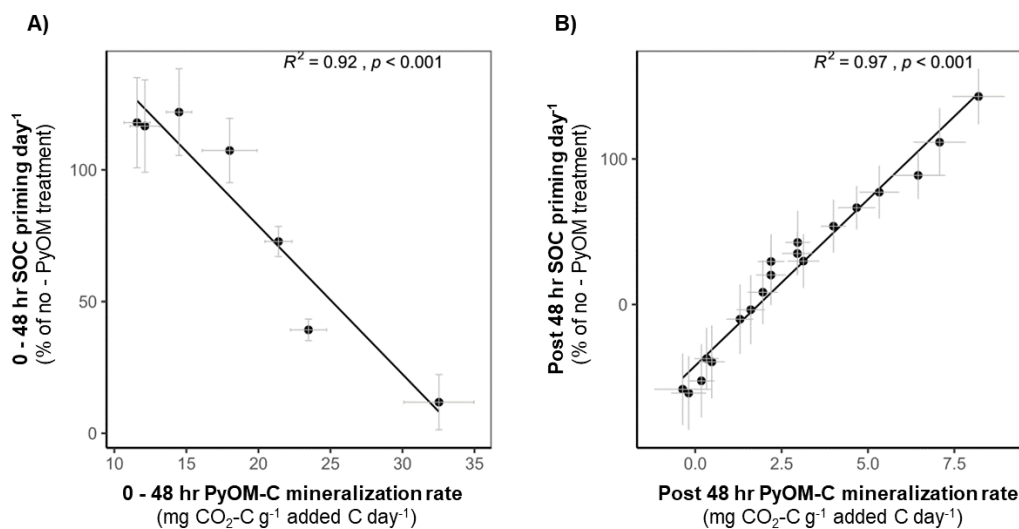 A)
R² = 0.92 , p < 0.001
0 - 48 hr SOC priming day⁻¹
(% of no - PyOM treatment)
100
50
0
10 15 20 25 30 35
0 - 48 hr PyOM-C mineralization rate
(mg CO₂-C g⁻¹ added C day⁻¹)
B)
R² = 0.97 , p < 0.001
Post 48 hr SOC priming day⁻¹
(% of no - PyOM treatment)
100
0
0.0 2.5 5.0 7.5
Post 48 hr PyOM-C mineralization rate
(mg CO₂-C g⁻¹ added C day⁻¹)